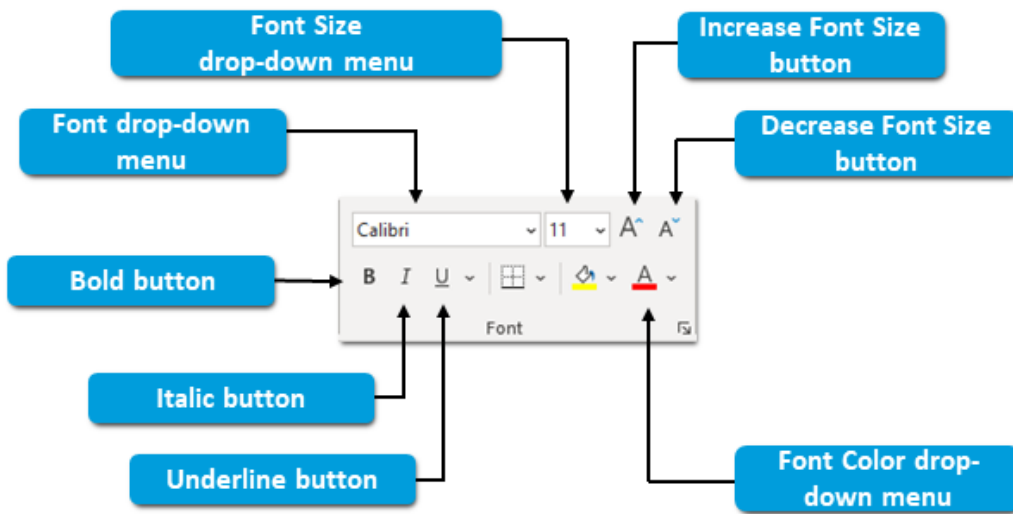 Font Size
drop-down menu
Increase Font Size
button
Font drop-down
menu
Decrease Font Size
button
Calibri
11
A
A
Bold button
B
I
U
A
Font
Italic button
Underline button
Font Color drop-
down menu